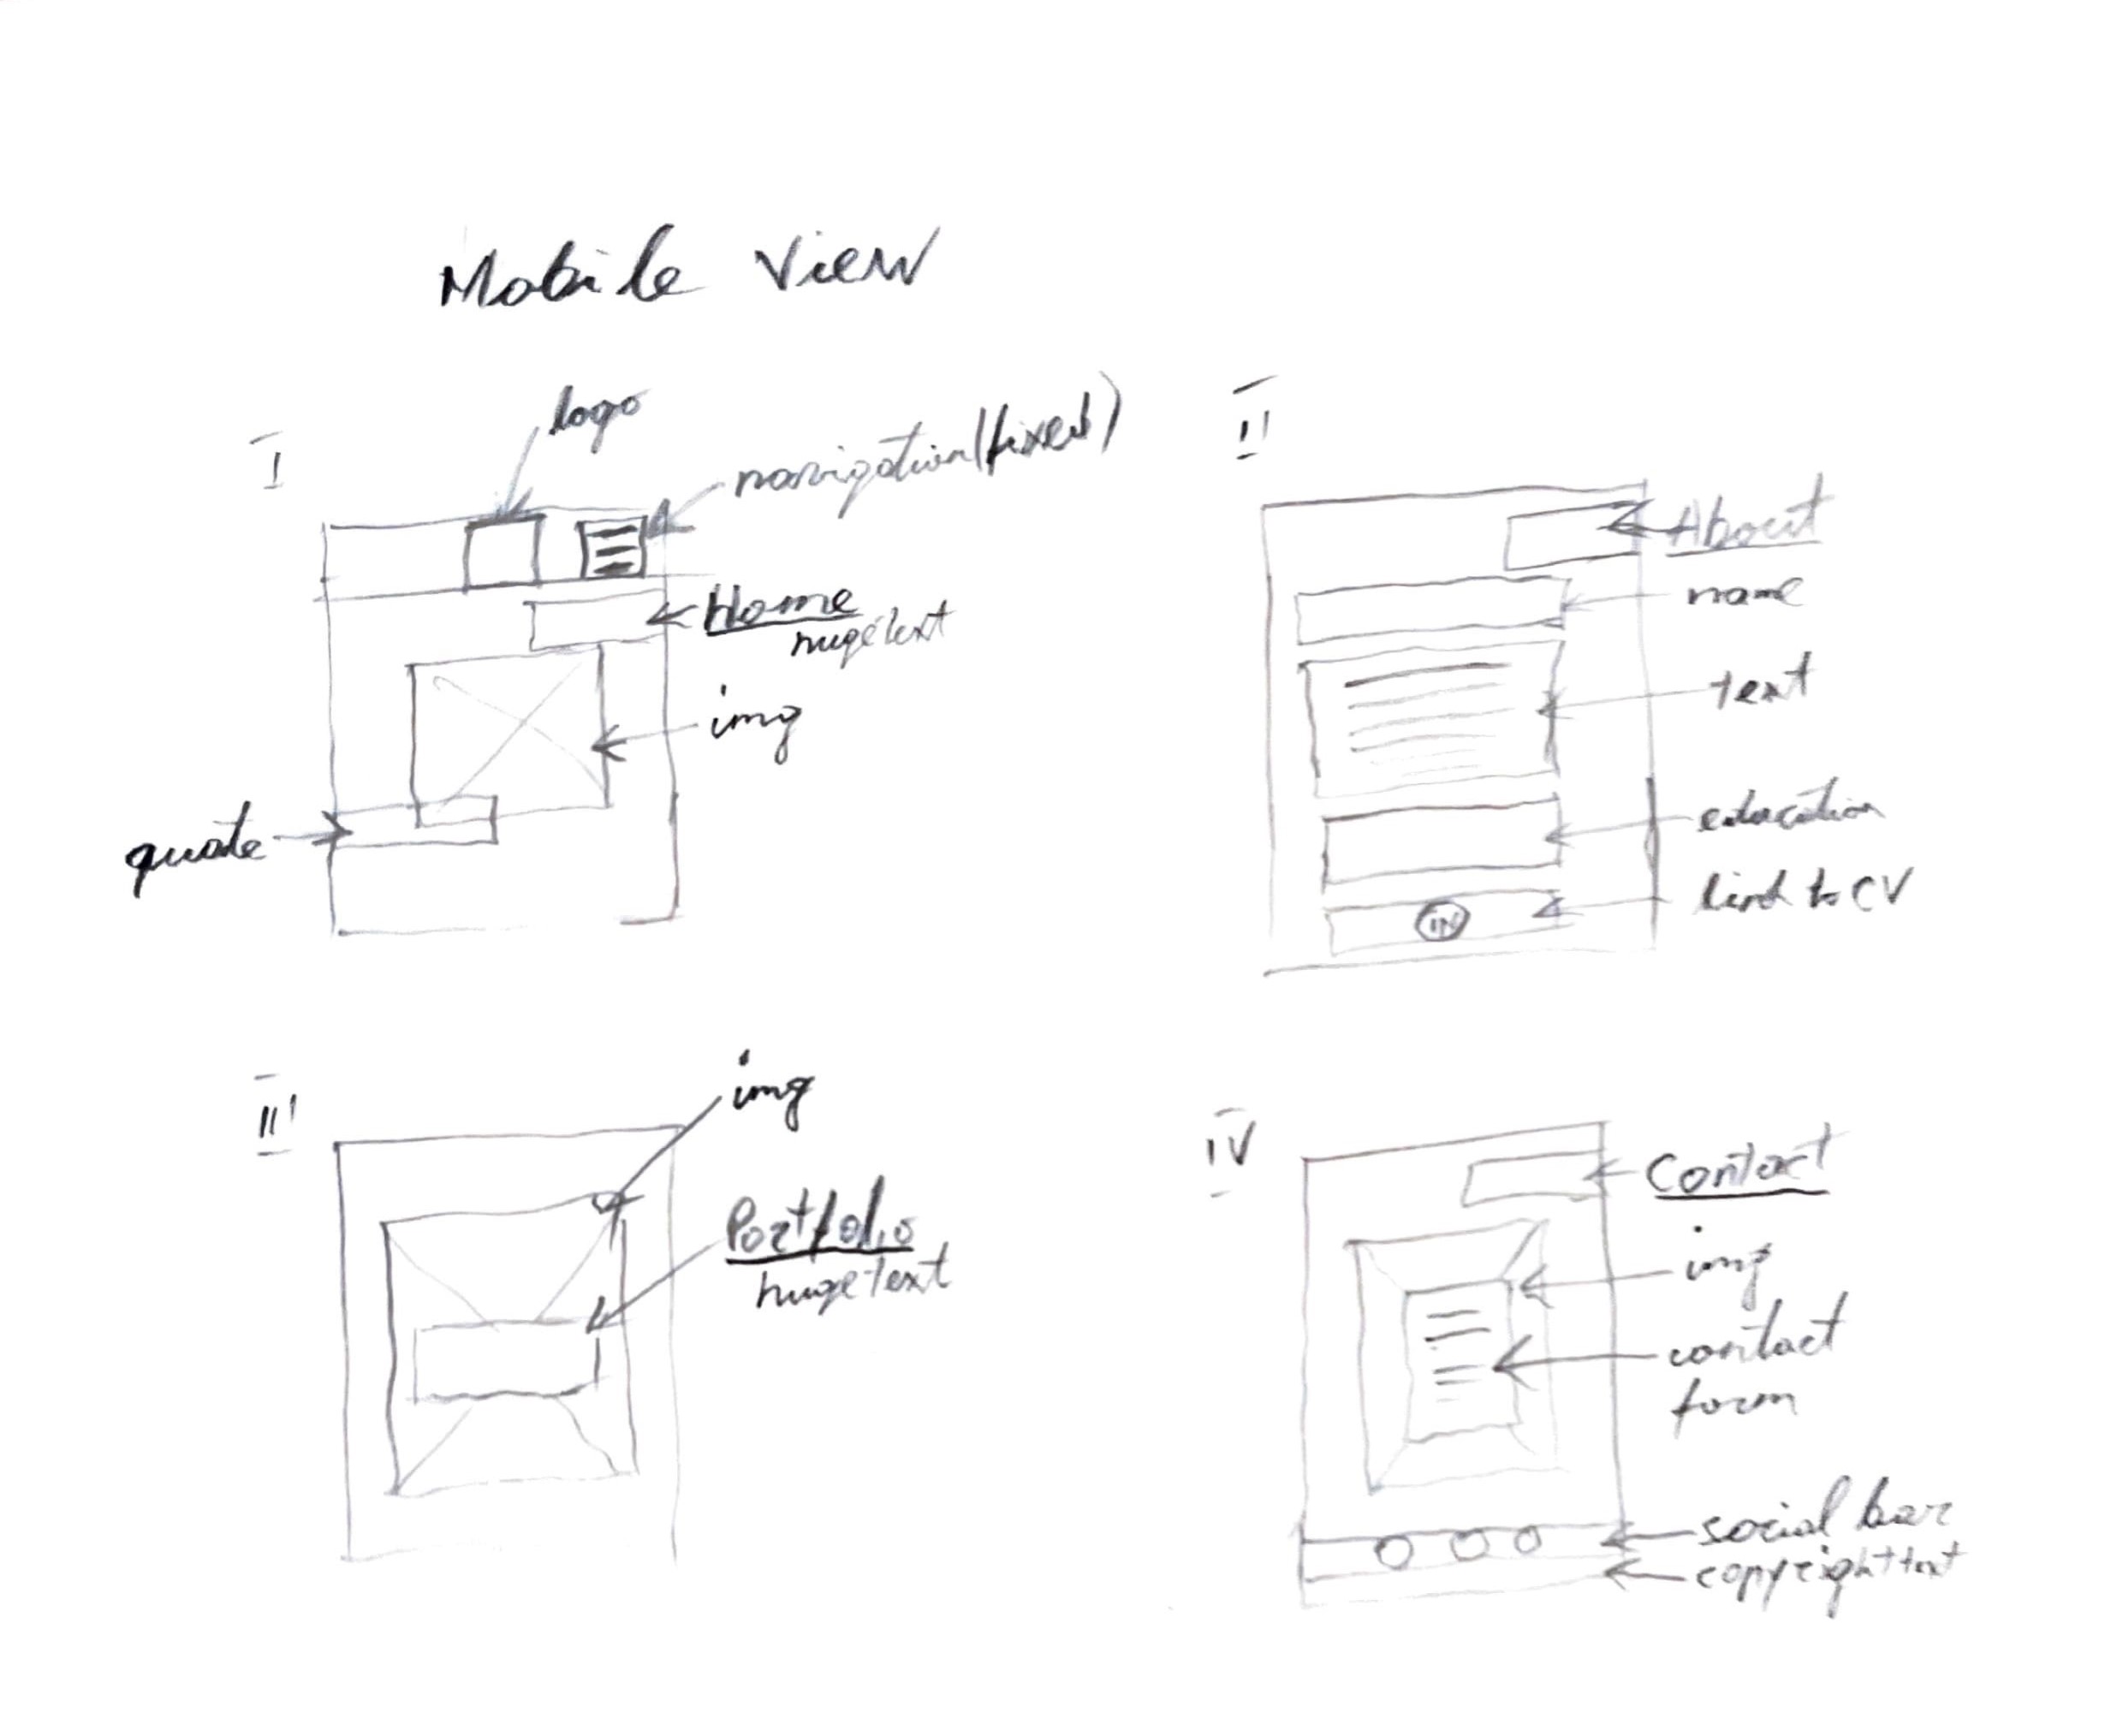 Mobile View
I
logo
navigation (fixed)
Home
huge text
img
quote
II
About
name
text
education
IN
link to CV
III
img
Portfolio
huge text
IV
Contact
img
contact
form
social bar
copyright text